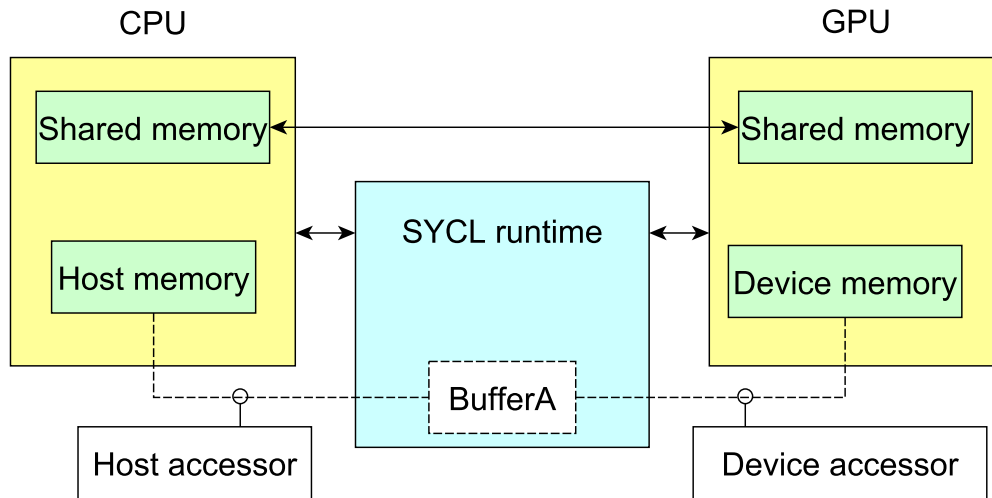 CPU
GPU
Shared memory
Shared memory
SYCL runtime
Host memory
Device memory
BufferA
Host accessor
Device accessor